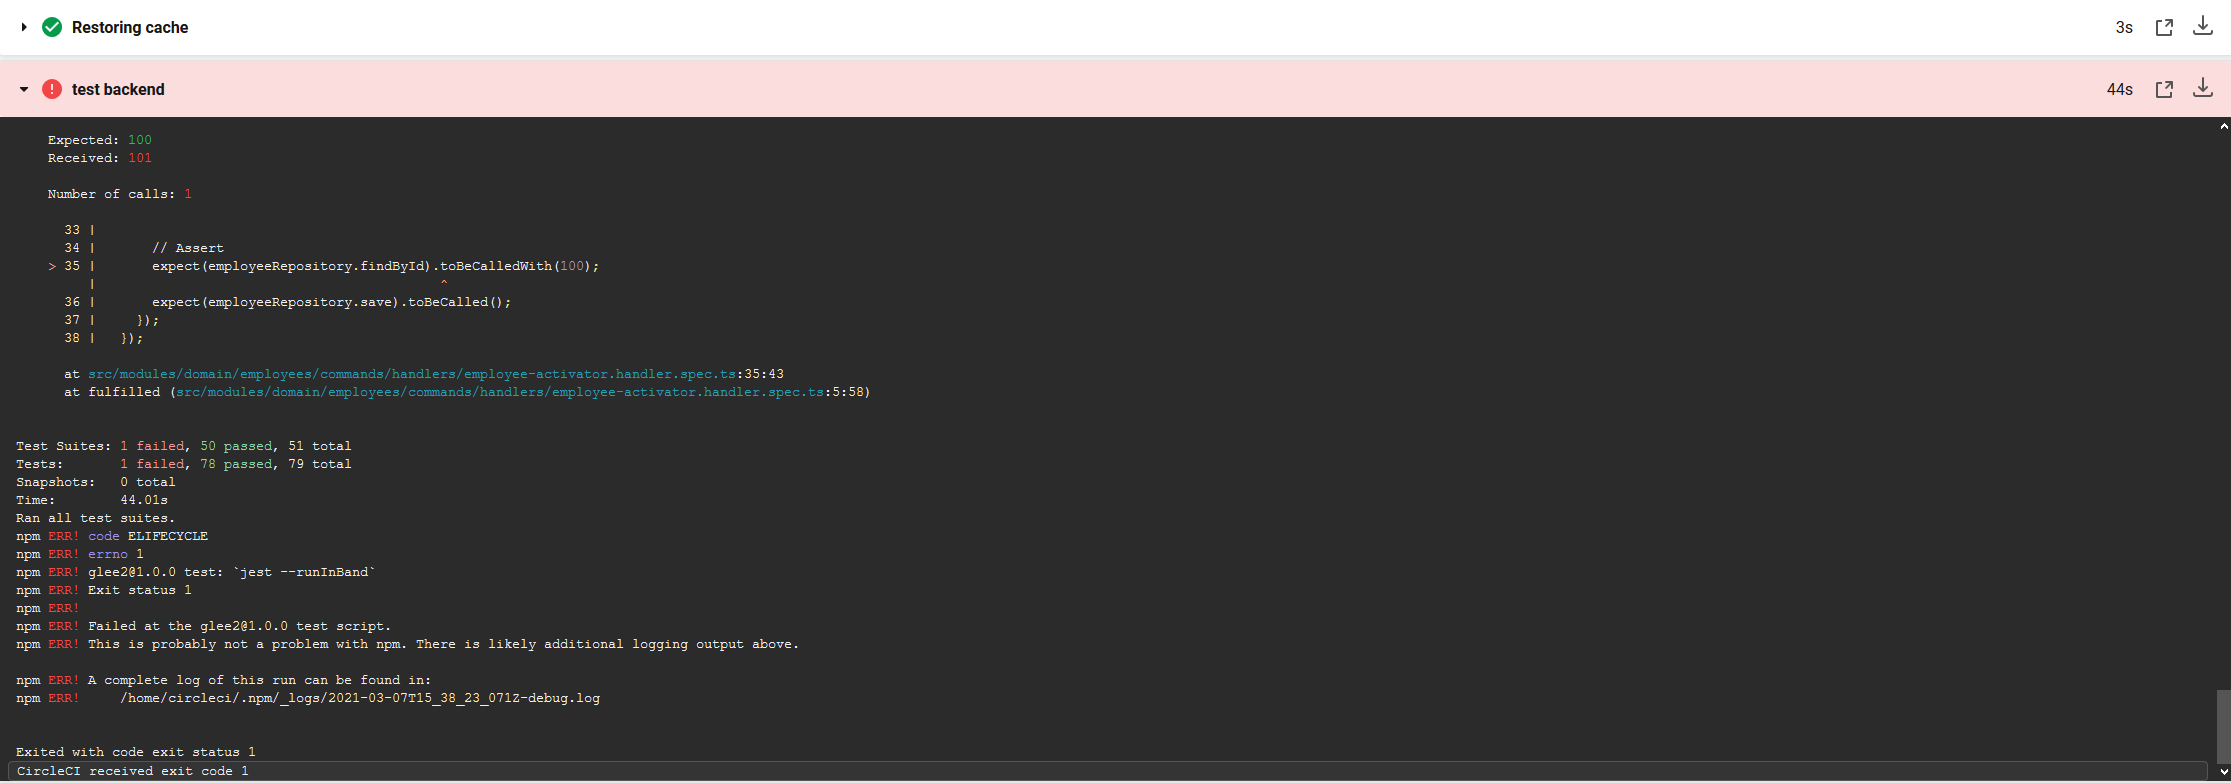 Restoring cache 3s
test backend 44s
Expected: 100
Received: 101
Number of calls: 1
33 |
34 | // Assert
> 35 | expect(employeeRepository.findById).toBeCalledWith(100);
| ^
36 | expect(employeeRepository.save).toBeCalled();
37 | });
38 | });
at src/modules/domain/employees/commands/handlers/employee-activator.handler.spec.ts:35:43
at fulfilled (src/modules/domain/employees/commands/handlers/employee-activator.handler.spec.ts:5:58)
Test Suites: 1 failed, 50 passed, 51 total
Tests: 1 failed, 78 passed, 79 total
Snapshots: 0 total
Time: 44.01s
Ran all test suites.
npm ERR! code ELIFECYCLE
npm ERR! errno 1
npm ERR! glee2@1.0.0 test: `jest --runInBand`
npm ERR! Exit status 1
npm ERR!
npm ERR! Failed at the glee2@1.0.0 test script.
npm ERR! This is probably not a problem with npm. There is likely additional logging output above.
npm ERR! A complete log of this run can be found in:
npm ERR! /home/circleci/.npm/_logs/2021-03-07T15_38_23_071Z-debug.log
Exited with code exit status 1
CircleCI received exit code 1